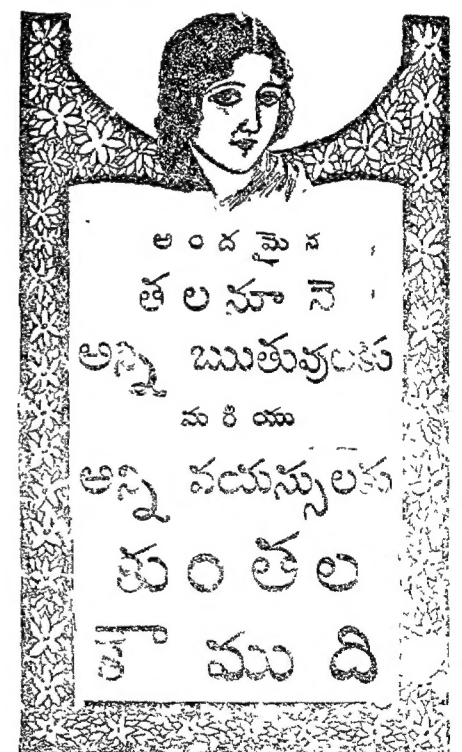 అందమైన
తలనూనె
అన్ని ఋతువులకు
మరియు
అన్ని వయస్సులకు
కుంతల
కౌముది